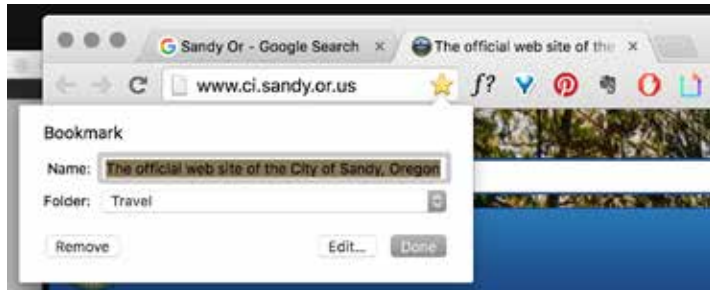 Sandy Or - Google Search
The official web site of the
www.ci.sandy.or.us
f?
Bookmark
Name: The official web site of the City of Sandy, Oregon
Folder: Travel
Remove Edit... Done